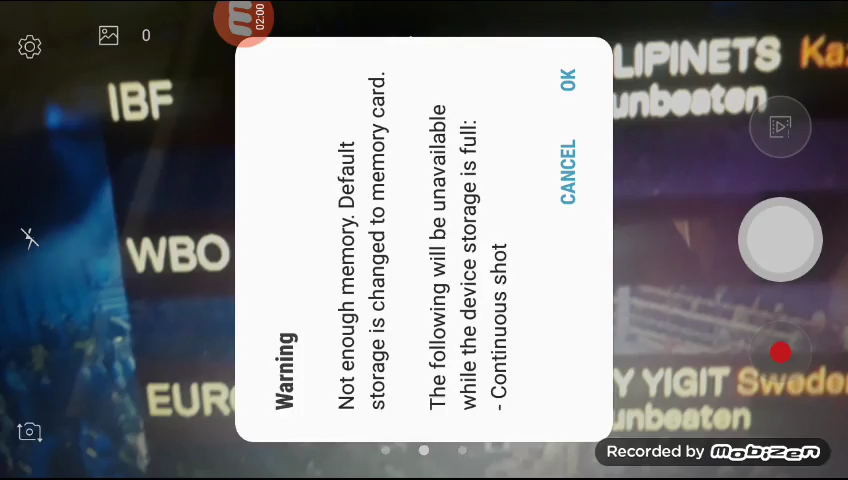 0
02:00
IBF
WBO
EURO
LIPINETS Kaz
unbeaten
Y YIGIT Sweden
unbeaten
Warning
Not enough memory. Default
storage is changed to memory card.
The following will be unavailable
while the device storage is full:
- Continuous shot
CANCEL
OK
Recorded by mobizen